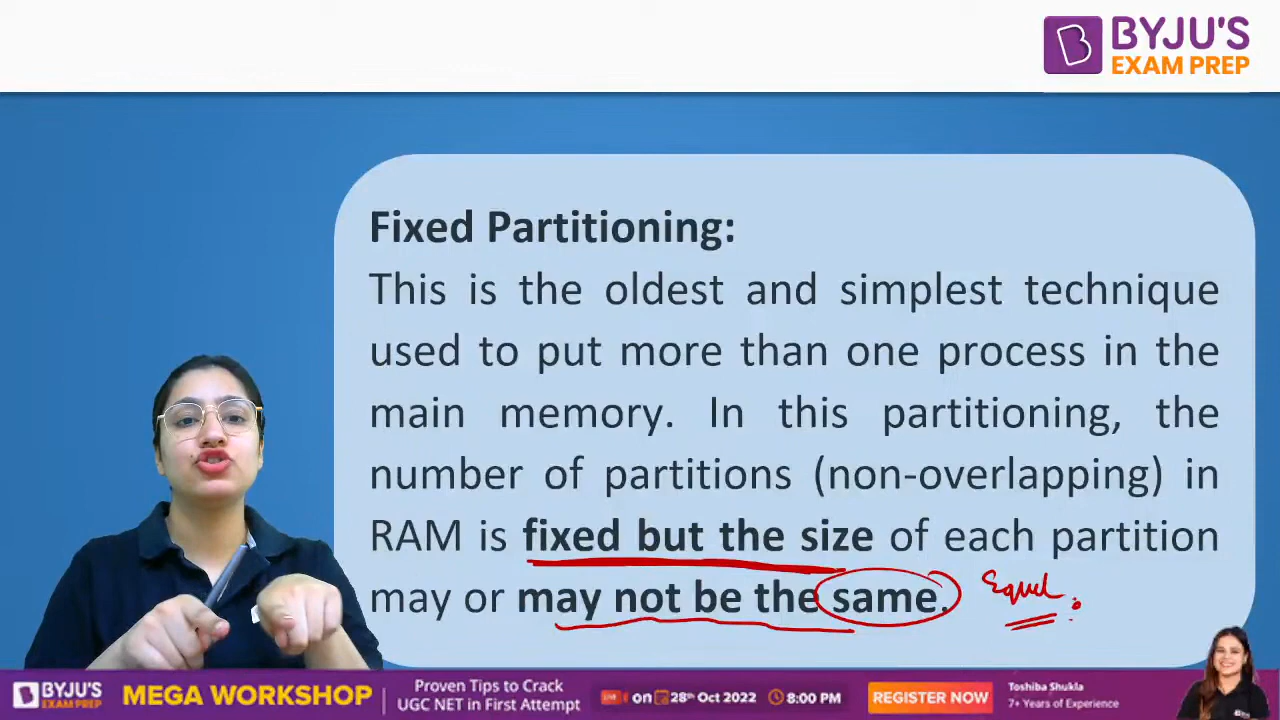 BYJU'S
EXAM PREP
Fixed Partitioning:
This is the oldest and simplest technique
used to put more than one process in the
main memory. In this partitioning, the
number of partitions (non-overlapping) in
RAM is fixed but the size of each partition
may or may not be the same.
Equal
BYJU'S
EXAM PREP
MEGA WORKSHOP
Proven Tips to Crack
UGC NET in First Attempt
LIVE on 28th Oct 2022 8:00 PM
REGISTER NOW
Toshiba Shukla
7+ Years of Experience